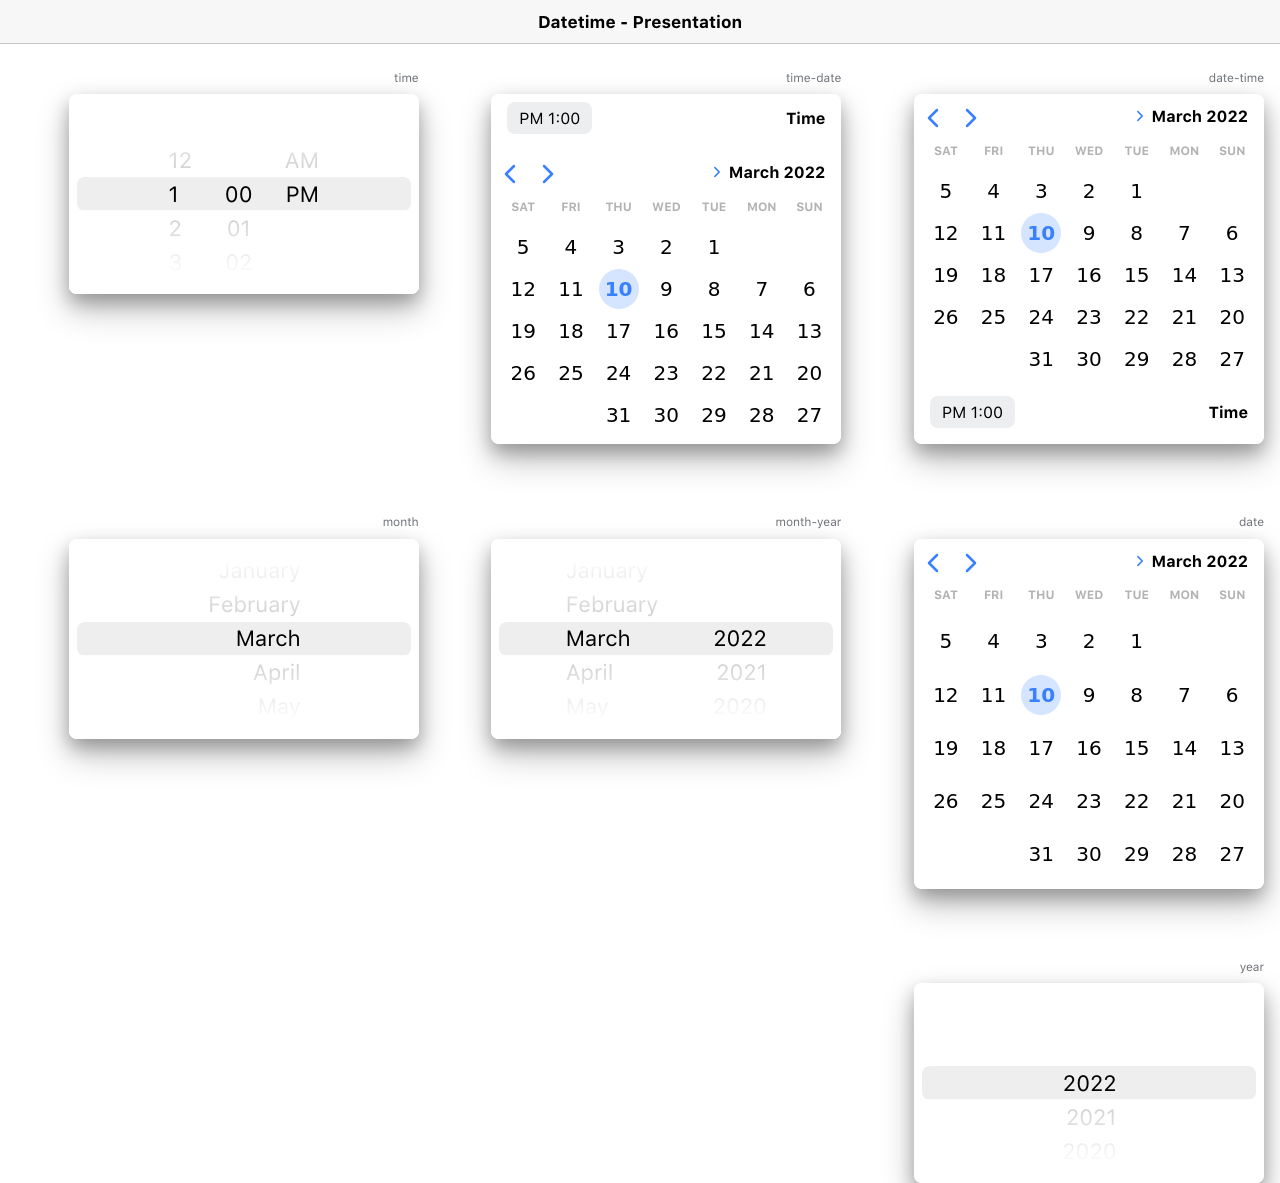 Datetime - Presentation
time
12 AM
1 00 PM
2 01
3 02
time-date
PM 1:00 Time
March 2022
SAT FRI THU WED TUE MON SUN
5 4 3 2 1
12 11 10 9 8 7 6
19 18 17 16 15 14 13
26 25 24 23 22 21 20
31 30 29 28 27
date-time
March 2022
SAT FRI THU WED TUE MON SUN
5 4 3 2 1
12 11 10 9 8 7 6
19 18 17 16 15 14 13
26 25 24 23 22 21 20
31 30 29 28 27
PM 1:00 Time
month
January
February
March
April
May
month-year
January
February
March 2022
April 2021
May 2020
date
March 2022
SAT FRI THU WED TUE MON SUN
5 4 3 2 1
12 11 10 9 8 7 6
19 18 17 16 15 14 13
26 25 24 23 22 21 20
31 30 29 28 27
year
2022
2021
2020